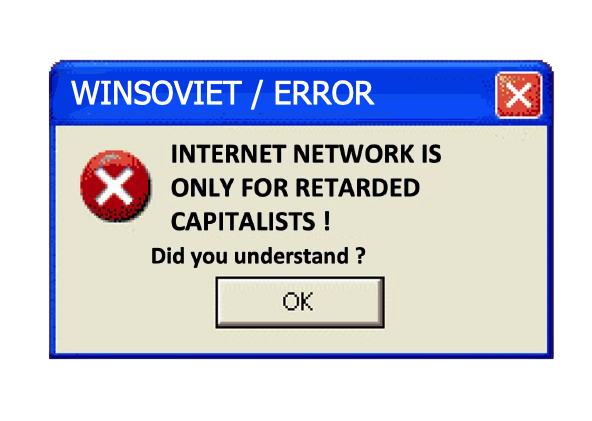 WINSOVIET / ERROR
INTERNET NETWORK IS
ONLY FOR RETARDED
CAPITALISTS !
Did you understand ?
OK